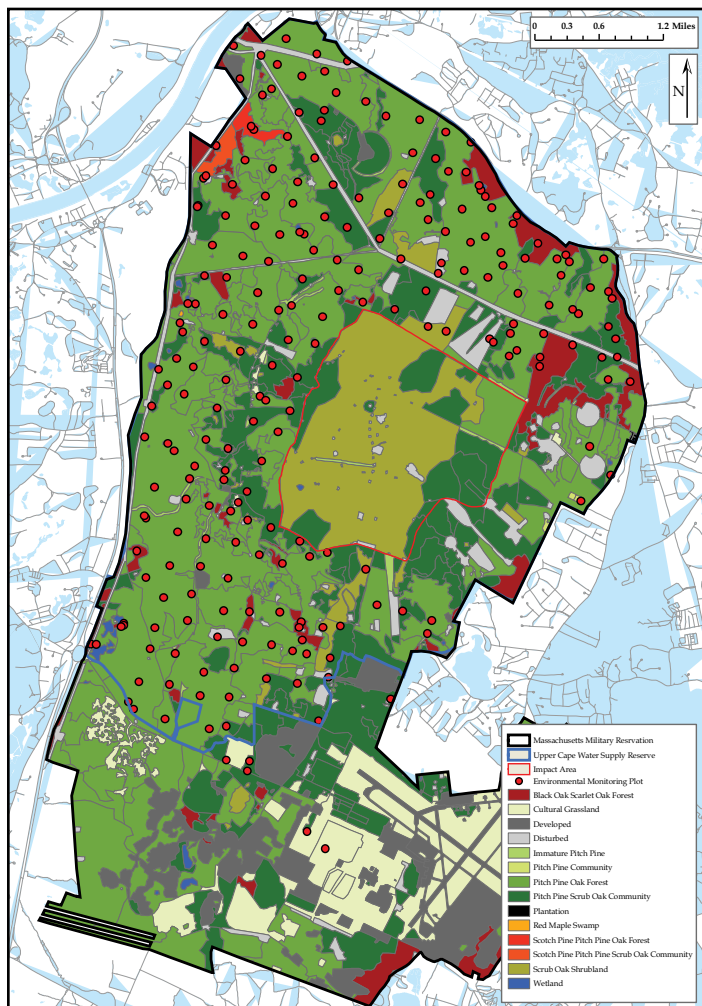 0 0.3 0.6 1.2 Miles
N
Massachusetts Military Resrvation
Upper Cape Water Supply Reserve
Impact Area
Environmental Monitoring Plot
Black Oak Scarlet Oak Forest
Cultural Grassland
Developed
Disturbed
Immature Pitch Pine
Pitch Pine Community
Pitch Pine Oak Forest
Pitch Pine Scrub Oak Community
Plantation
Red Maple Swamp
Scotch Pine Pitch Pine Oak Forest
Scotch Pine Pitch Pine Scrub Oak Community
Scrub Oak Shrubland
Wetland